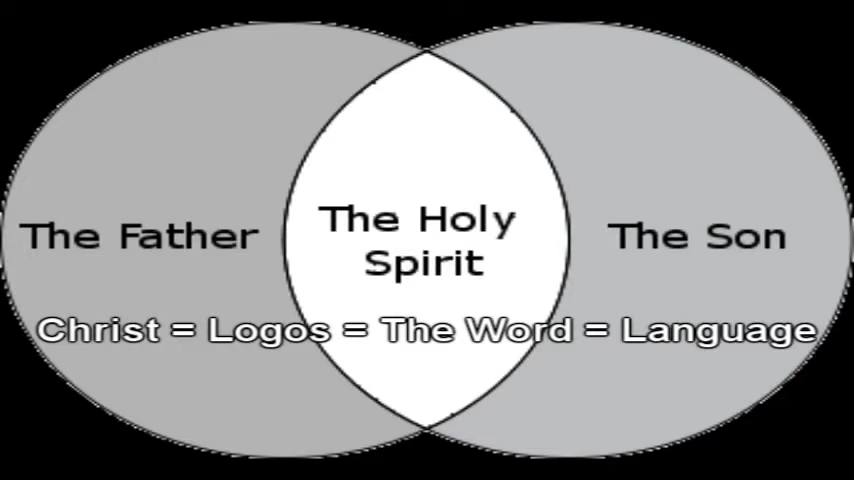 The Father
The Holy
Spirit
The Son
Christ = Logos = The Word = Language